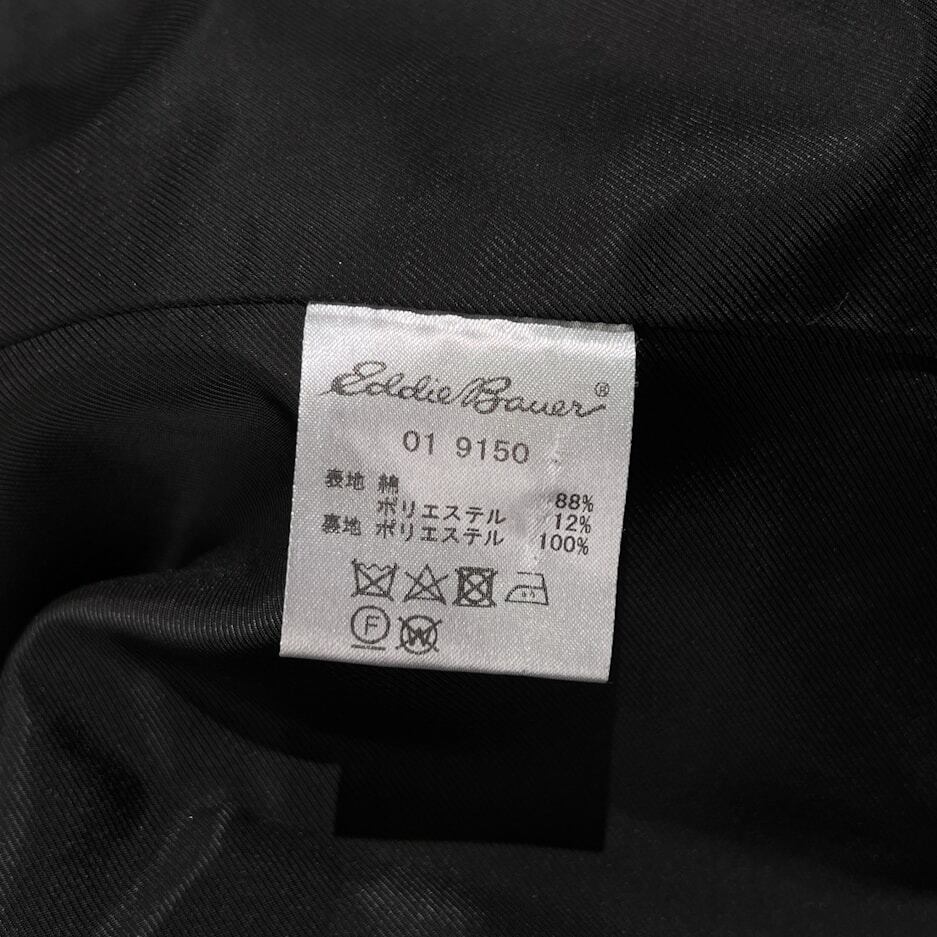 Eddie Bauer®
01 9150
表地 綿 88%
ポリエステル 12%
裏地 ポリエステル 100%
F W